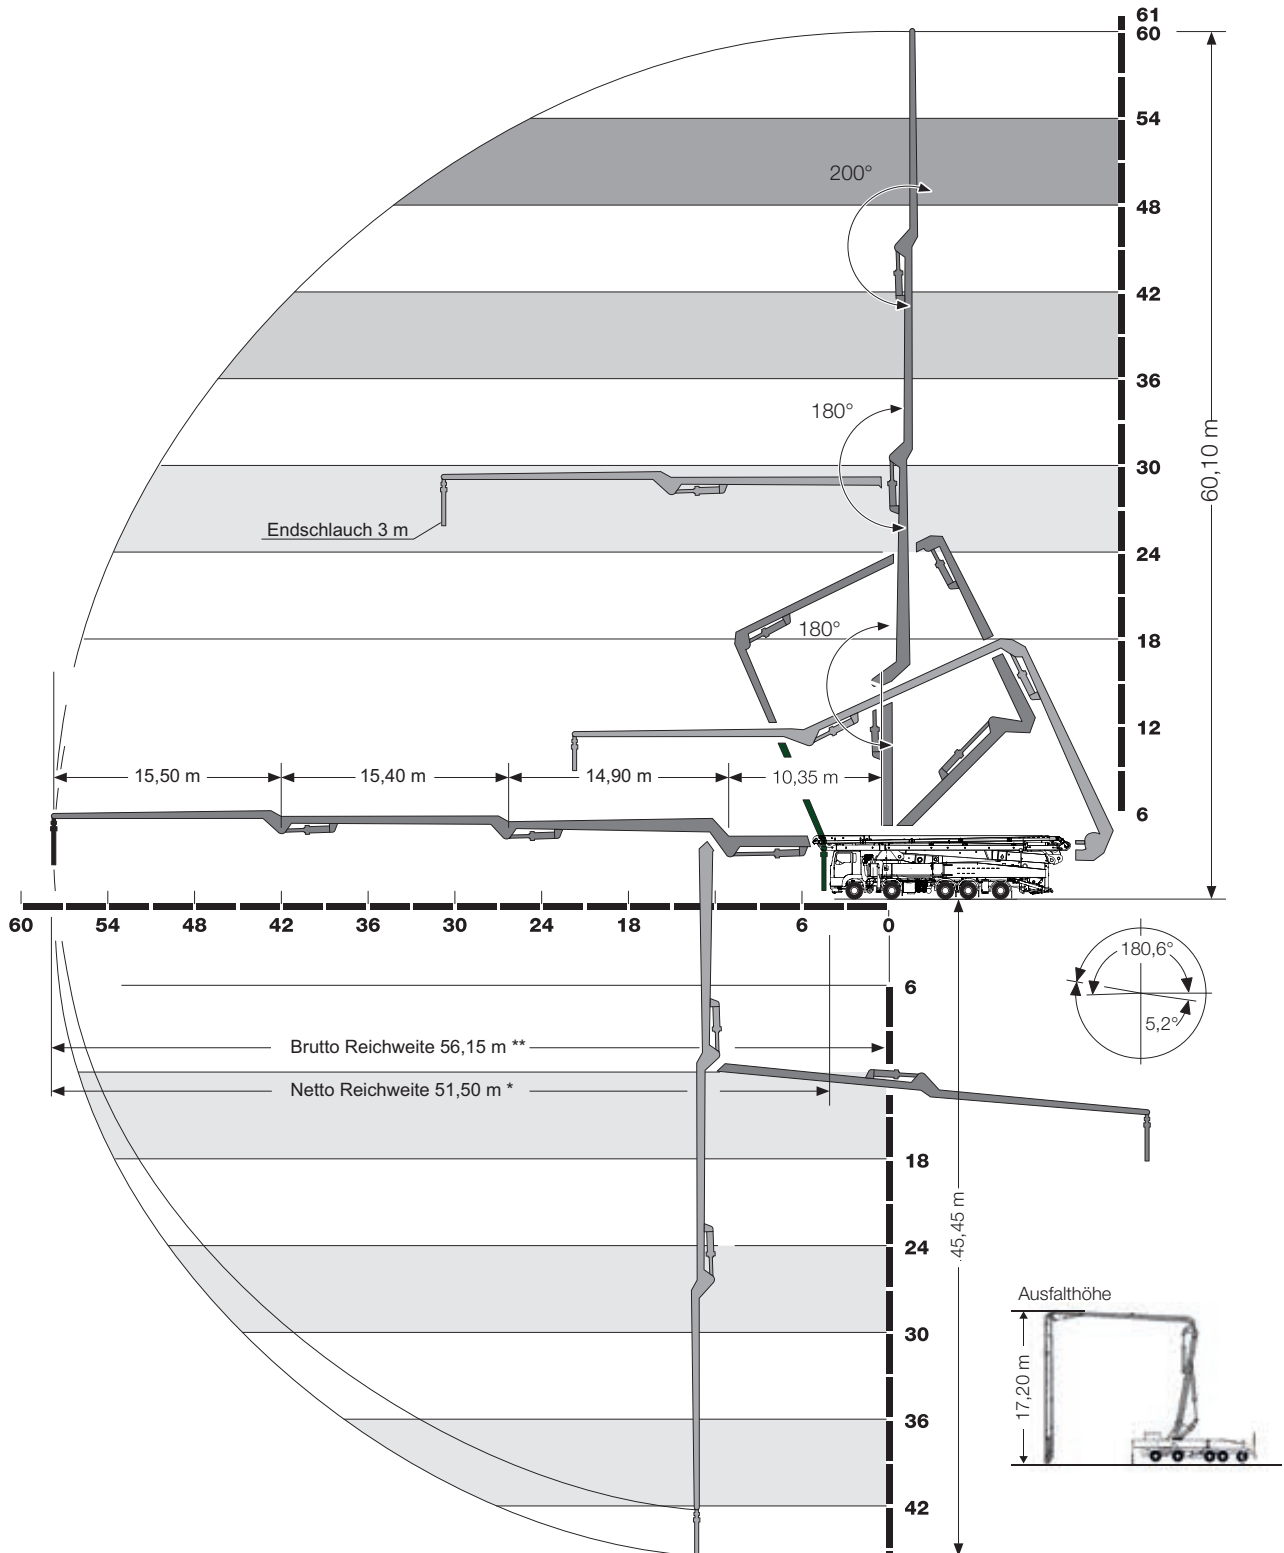 61
60
54
200°
48
42
36
180°
60,10 m
30
Endschlauch 3 m
24
180°
18
12
15,50 m 15,40 m 14,90 m 10,35 m
6
60 54 48 42 36 30 24 18 6 0
180,6°
6
5,2°
Brutto Reichweite 56,15 m **
Netto Reichweite 51,50 m *
18
45,45 m
24
Ausfalthöhe
30
17,20 m
36
42